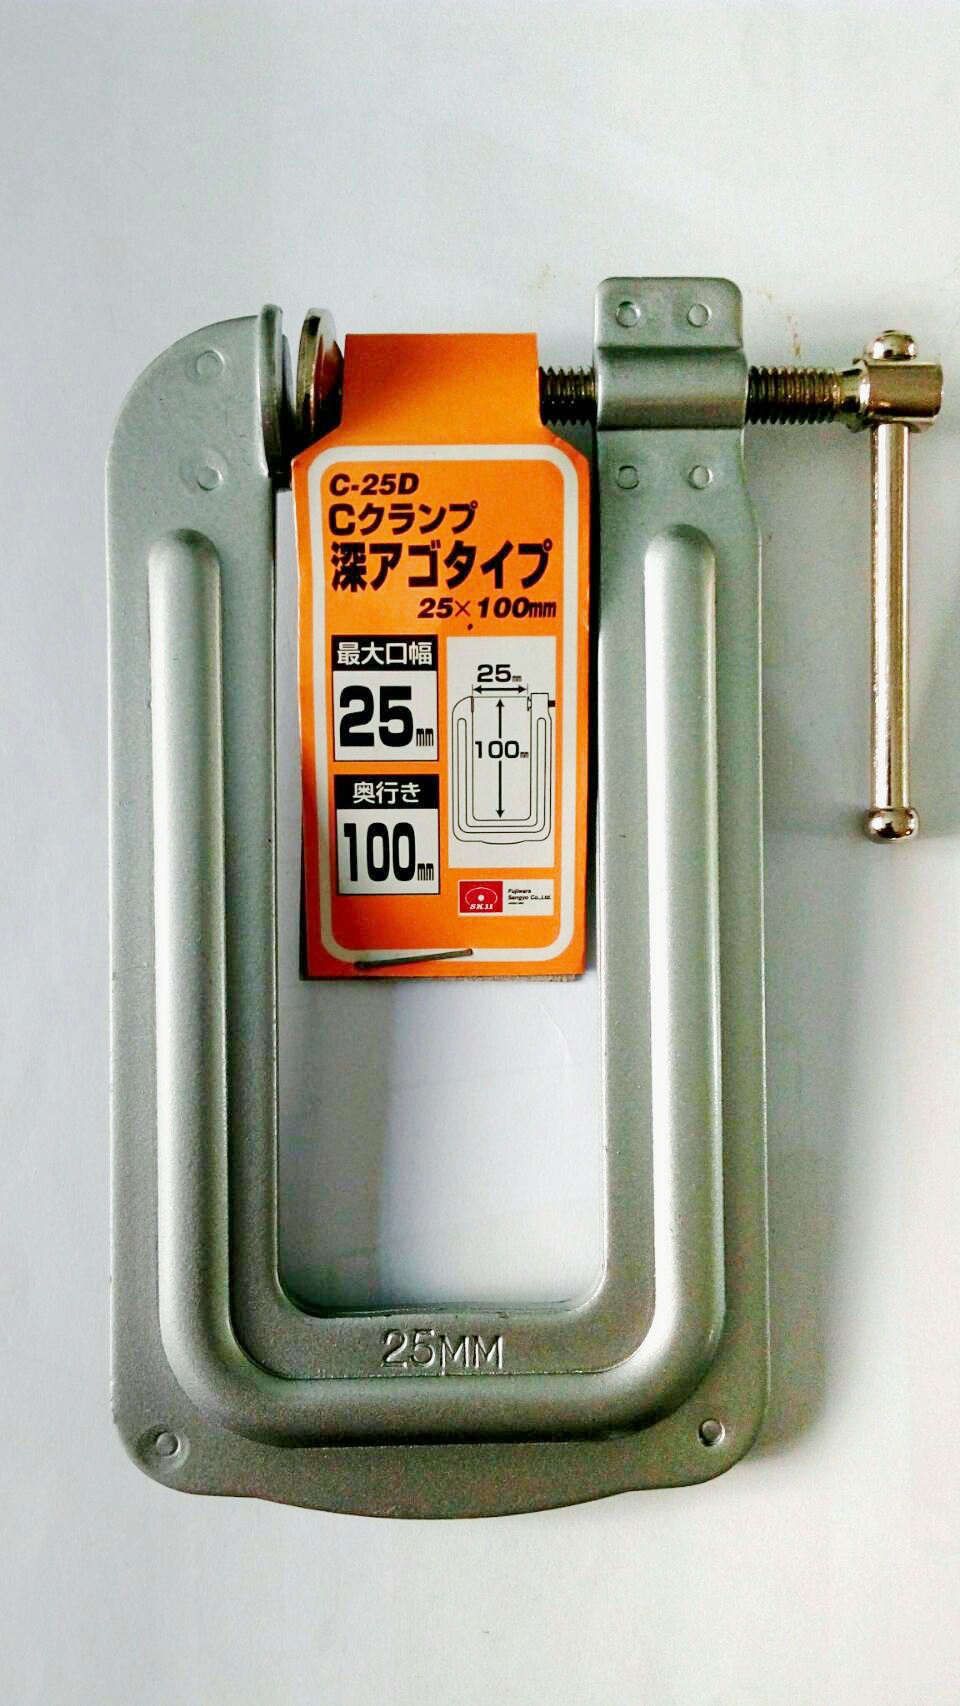 C-25D
Cクランプ
深アゴタイプ
25×100mm
最大口幅
25mm
奥行き
100mm
25mm
100mm
SK11
Fujiwara
Sangyo Co.,Ltd.
25MM